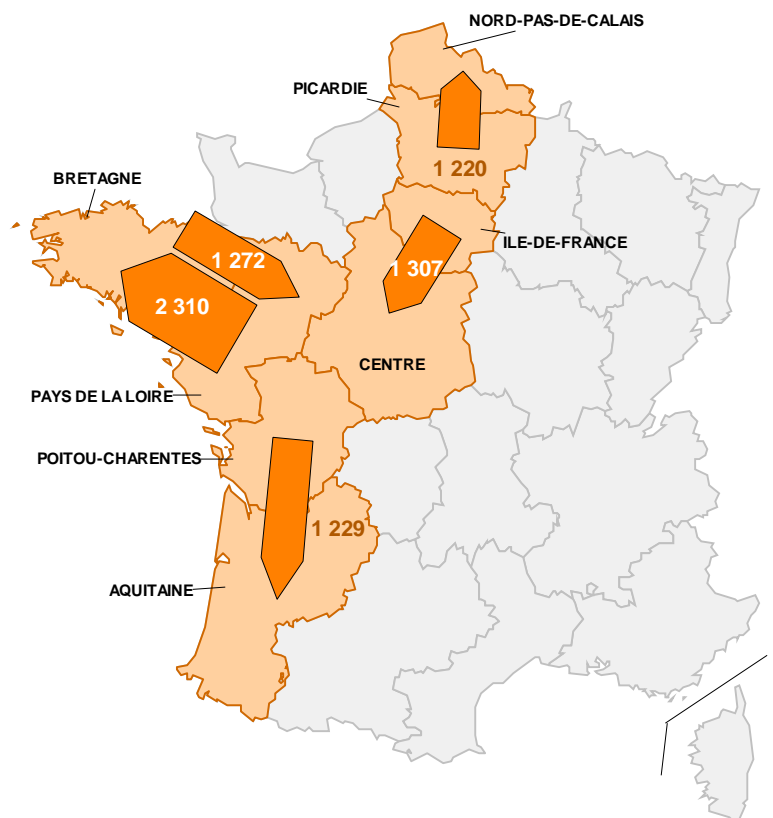 NORD-PAS-DE-CALAIS
PICARDIE
1 220
BRETAGNE
ILE-DE-FRANCE
1 272
1 307
2 310
CENTRE
PAYS DE LA LOIRE
POITOU-CHARENTES
1 229
AQUITAINE